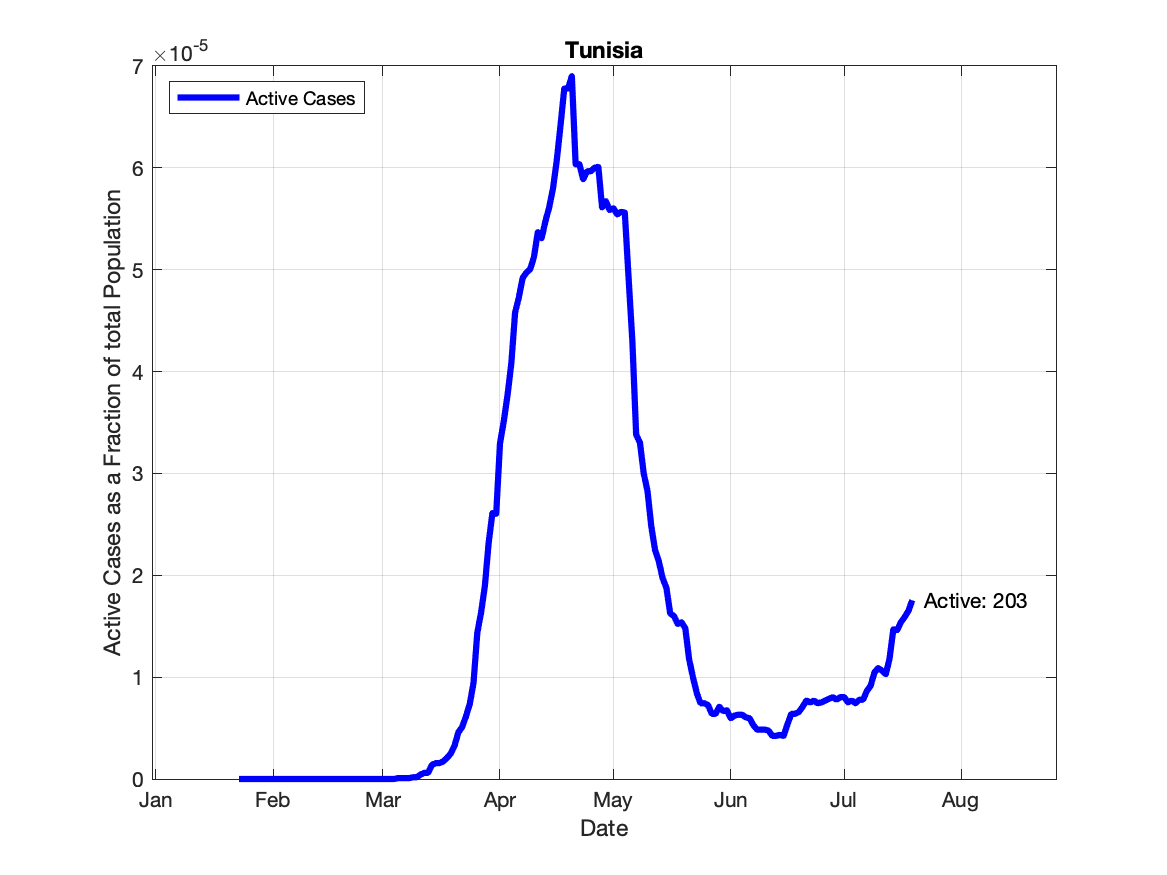 Tunisia
×10-5
Active Cases
7
6
5
4
3
2
1
0
Active Cases as a Fraction of total Population
Active: 203
Jan Feb Mar Apr May Jun Jul Aug
Date